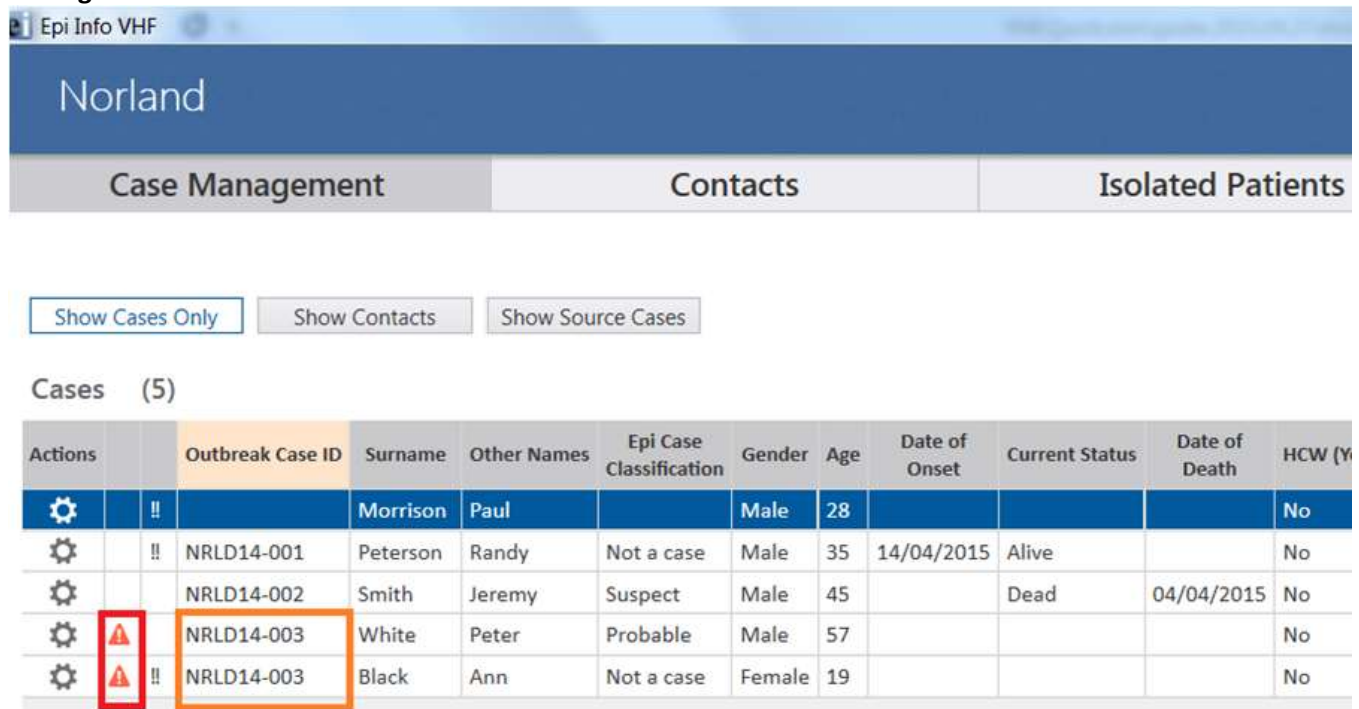 ei Epi Info VHF
Norland
Case Management Contacts Isolated Patients
Show Cases Only Show Contacts Show Source Cases
Cases (5)
Actions Outbreak Case ID Surname Other Names Epi Case Classification Gender Age Date of Onset Current Status Date of Death HCW (Y
!! Morrison Paul Male 28 No
!! NRLD14-001 Peterson Randy Not a case Male 35 14/04/2015 Alive No
NRLD14-002 Smith Jeremy Suspect Male 45 Dead 04/04/2015 No
NRLD14-003 White Peter Probable Male 57 No
!! NRLD14-003 Black Ann Not a case Female 19 No